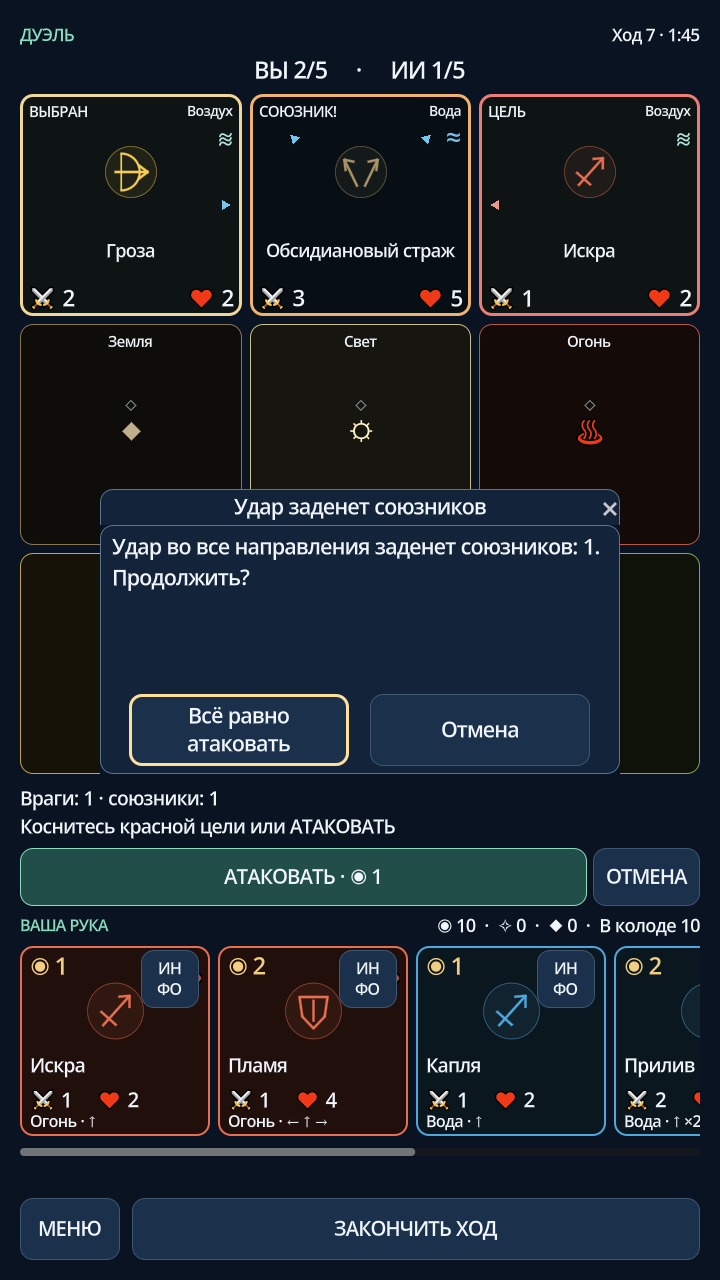 ДУЭЛЬ
Ход 7 · 1:45
ВЫ 2/5 · ИИ 1/5
ВЫБРАН Воздух
СОЮЗНИК! Вода
ЦЕЛЬ Воздух
Гроза
Обсидиановый страж
Искра
2 2
3 5
1 2
Земля
Свет
Огонь
Удар заденет союзников
Удар во все направления заденет союзников: 1.
Продолжить?
Всё равно
атаковать
Отмена
Враги: 1 · союзники: 1
Коснитесь красной цели или АТАКОВАТЬ
АТАКОВАТЬ · ◉ 1
ОТМЕНА
ВАША РУКА
◉ 10 · ✧ 0 · ◆ 0 · В колоде 10
◉ 1
ИН
ФО
Искра
1 2
Огонь · ↑
◉ 2
ИН
ФО
Пламя
1 4
Огонь · ← ↑ →
◉ 1
ИН
ФО
Капля
1 2
Вода · ↑
◉ 2
Прилив
2
Вода · ↑ ×2
МЕНЮ
ЗАКОНЧИТЬ ХОД